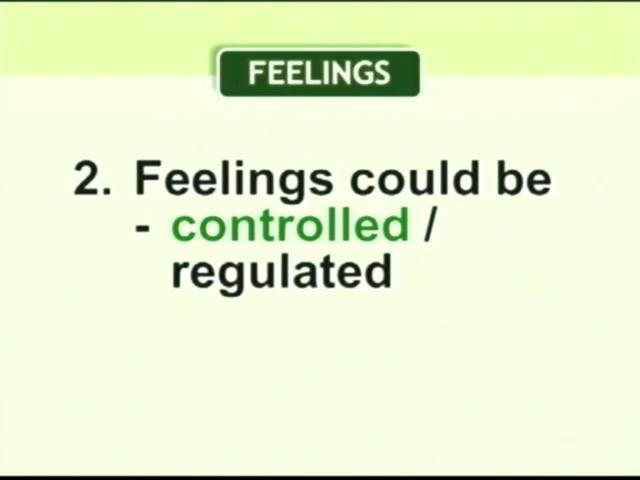 FEELINGS
2. Feelings could be
- controlled /
regulated